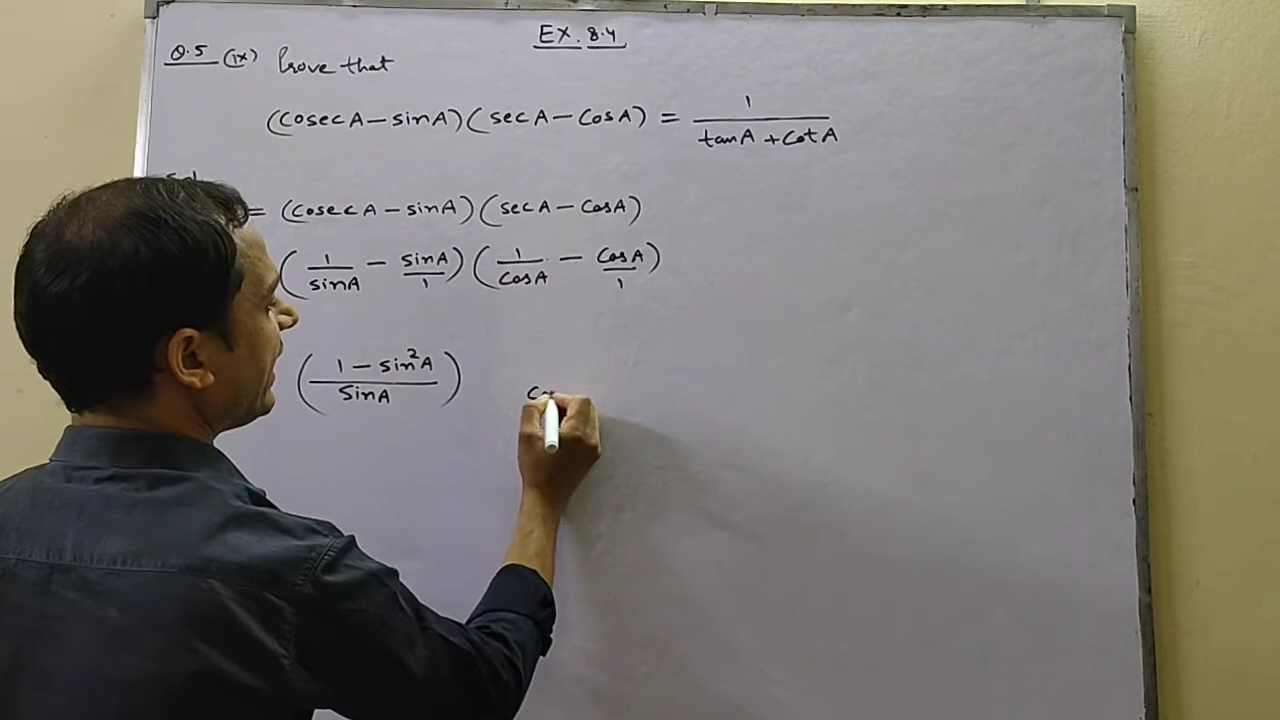 EX. 8.4
Q.5 (ix) Prove that
(cosec A - sin A)(sec A - cos A) = 1/(tan A + cot A)
= (cosec A - sin A)(sec A - cos A)
(1/sin A - sin A/1)(1/cos A - cos A/1)
((1 - sin²A)/sin A)